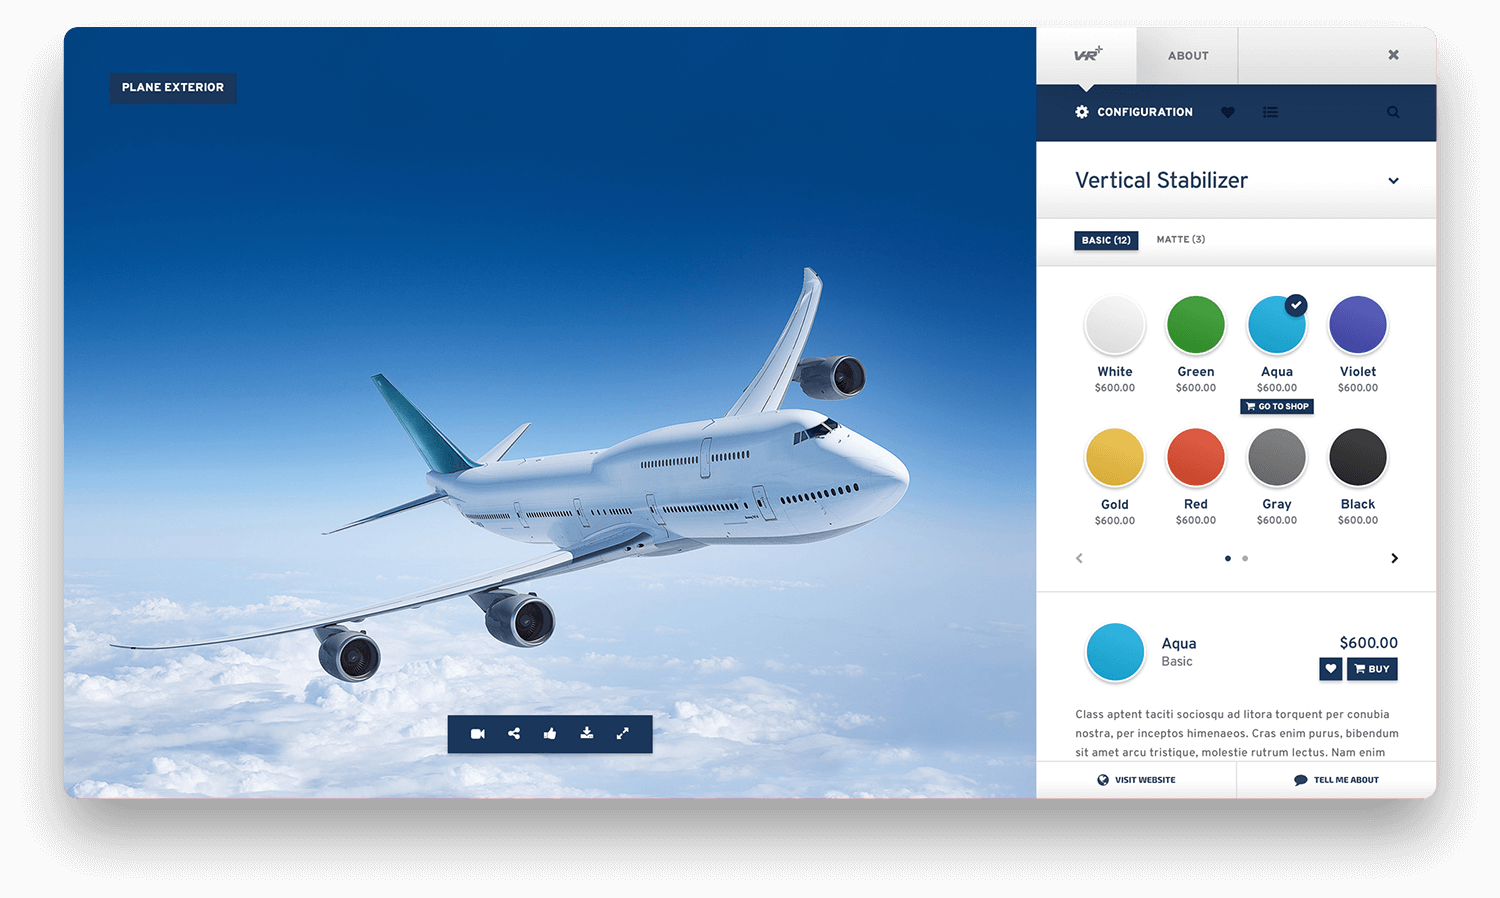 PLANE EXTERIOR
V-R+
ABOUT
CONFIGURATION
Vertical Stabilizer
BASIC (12)
MATTE (3)
White
$600.00
Green
$600.00
Aqua
$600.00
GO TO SHOP
Violet
$600.00
Gold
$600.00
Red
$600.00
Gray
$600.00
Black
$600.00
Aqua
Basic
$600.00
BUY
Class aptent taciti sociosqu ad litora torquent per conubia
nostra, per inceptos himenaeos. Cras enim purus, bibendum
sit amet arcu tristique, molestie rutrum lectus. Nam enim
VISIT WEBSITE
TELL ME ABOUT